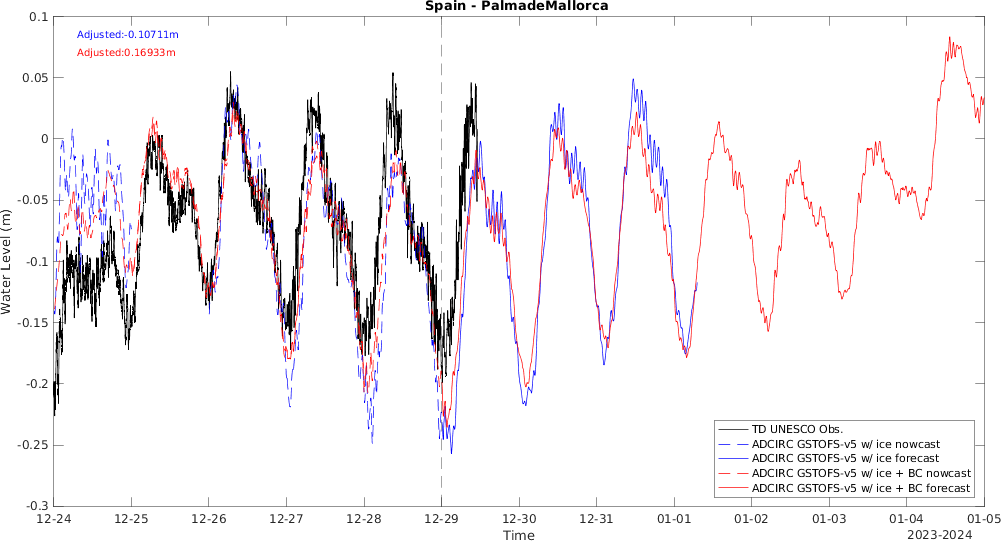 Spain - PalmadeMallorca
Adjusted:-0.10711m
Adjusted:0.16933m
Water Level (m)
0.1
0.05
0
-0.05
-0.1
-0.15
-0.2
-0.25
-0.3
TD UNESCO Obs.
ADCIRC GSTOFS-v5 w/ ice nowcast
ADCIRC GSTOFS-v5 w/ ice forecast
ADCIRC GSTOFS-v5 w/ ice + BC nowcast
ADCIRC GSTOFS-v5 w/ ice + BC forecast
12-24 12-25 12-26 12-27 12-28 12-29 12-30 12-31 01-01 01-02 01-03 01-04 01-05
Time
2023-2024